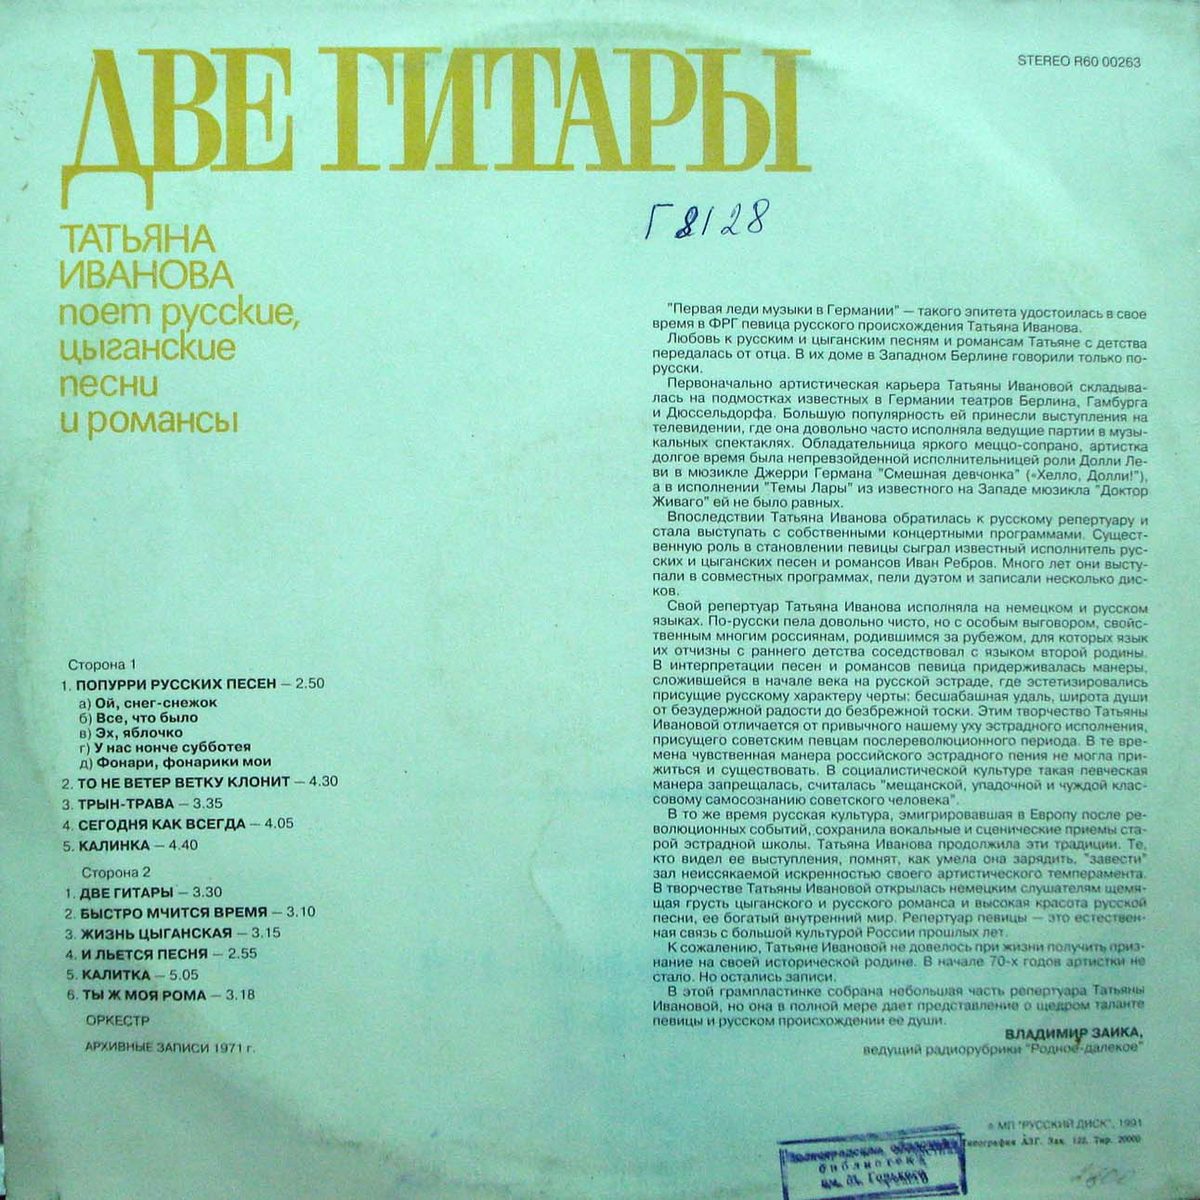 ДВЕ ГИТАРЫ
STEREO R60 00263
Г 8128
ТАТЬЯНА
ИВАНОВА
поет русские,
цыганские
песни
и романсы
"Первая леди музыки в Германии" — такого эпитета удостоилась в свое
время в ФРГ певица русского происхождения Татьяна Иванова.
Любовь к русским и цыганским песням и романсам Татьяне с детства
передалась от отца. В их доме в Западном Берлине говорили только по-
русски.
Первоначально артистическая карьера Татьяны Ивановой складыва-
лась на подмостках известных в Германии театров Берлина, Гамбурга
и Дюссельдорфа. Большую популярность ей принесли выступления на
телевидении, где она довольно часто исполняла ведущие партии в музы-
кальных спектаклях. Обладательница яркого меццо-сопрано, артистка
долгое время была непревзойденной исполнительницей роли Долли Ле-
ви в мюзикле Джерри Германа "Смешная девчонка" («Хелло, Долли!"),
а в исполнении "Темы Лары" из известного на Западе мюзикла "Доктор
Живаго" ей не было равных.
Впоследствии Татьяна Иванова обратилась к русскому репертуару и
стала выступать с собственными концертными программами. Сущест-
венную роль в становлении певицы сыграл известный исполнитель рус-
ских и цыганских песен и романсов Иван Ребров. Много лет они высту-
пали в совместных программах, пели дуэтом и записали несколько дис-
ков.
Свой репертуар Татьяна Иванова исполняла на немецком и русском
языках. По-русски пела довольно чисто, но с особым выговором, свойс-
твенным многим россиянам, родившимся за рубежом, для которых язык
их отчизны с раннего детства соседствовал с языком второй родины.
В интерпретации песен и романсов певица придерживалась манеры,
сложившейся в начале века на русской эстраде, где эстетизировались
присущие русскому характеру черты: бесшабашная удаль, широта души
от безудержной радости до безбрежной тоски. Этим творчество Татьяны
Ивановой отличается от привычного нашему уху эстрадного исполнения,
присущего советским певцам послереволюционного периода. В те вре-
мена чувственная манера российского эстрадного пения не могла при-
житься и существовать. В социалистической культуре такая певческая
манера запрещалась, считалась "мещанской, упадочной и чуждой клас-
совому самосознанию советского человека".
В то же время русская культура, эмигрировавшая в Европу после ре-
волюционных событий, сохранила вокальные и сценические приемы ста-
рой эстрадной школы. Татьяна Иванова продолжила эти традиции. Те,
кто видел ее выступления, помнят, как умела она зарядить, "завести"
зал неиссякаемой искренностью своего артистического темперамента.
В творчестве Татьяны Ивановой открылась немецким слушателям щемя-
щая грусть цыганского и русского романса и высокая красота русской
песни, ее богатый внутренний мир. Репертуар певицы — это естествен-
ная связь с большой культурой России прошлых лет.
К сожалению, Татьяне Ивановой не довелось при жизни получить приз-
нание на своей исторической родине. В начале 70-х годов артистки не
стало. Но остались записи.
В этой грампластинке собрана небольшая часть репертуара Татьяны
Ивановой, но она в полной мере дает представление о щедром таланте
певицы и русском происхождении ее души.
ВЛАДИМИР ЗАИКА,
ведущий радиорубрики "Родное-далекое"
Сторона 1
1. ПОПУРРИ РУССКИХ ПЕСЕН — 2.50
а) Ой, снег-снежок
б) Все, что было
в) Эх, яблочко
г) У нас нонче субботея
д) Фонари, фонарики мои
2. ТО НЕ ВЕТЕР ВЕТКУ КЛОНИТ — 4.30
3. ТРЫН-ТРАВА — 3.35
4. СЕГОДНЯ КАК ВСЕГДА — 4.05
5. КАЛИНКА — 4.40
Сторона 2
1. ДВЕ ГИТАРЫ — 3.30
2. БЫСТРО МЧИТСЯ ВРЕМЯ — 3.10
3. ЖИЗНЬ ЦЫГАНСКАЯ — 3.15
4. И ЛЬЕТСЯ ПЕСНЯ — 2.55
5. КАЛИТКА — 5.05
6. ТЫ Ж МОЯ РОМА — 3.18
ОРКЕСТР
АРХИВНЫЕ ЗАПИСИ 1971 г.
® МП "РУССКИЙ ДИСК", 1991
Типография АЗГ. Зак. 122. Тир. 20000
библиотека
им. М. Горького